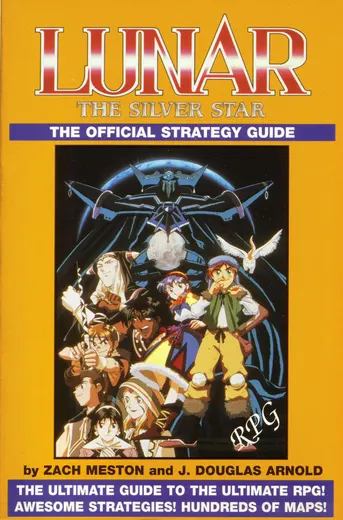 LUNAR
THE SILVER STAR
THE OFFICIAL STRATEGY GUIDE
RPG
by ZACH MESTON and J. DOUGLAS ARNOLD
THE ULTIMATE GUIDE TO THE ULTIMATE RPG!
AWESOME STRATEGIES! HUNDREDS OF MAPS!